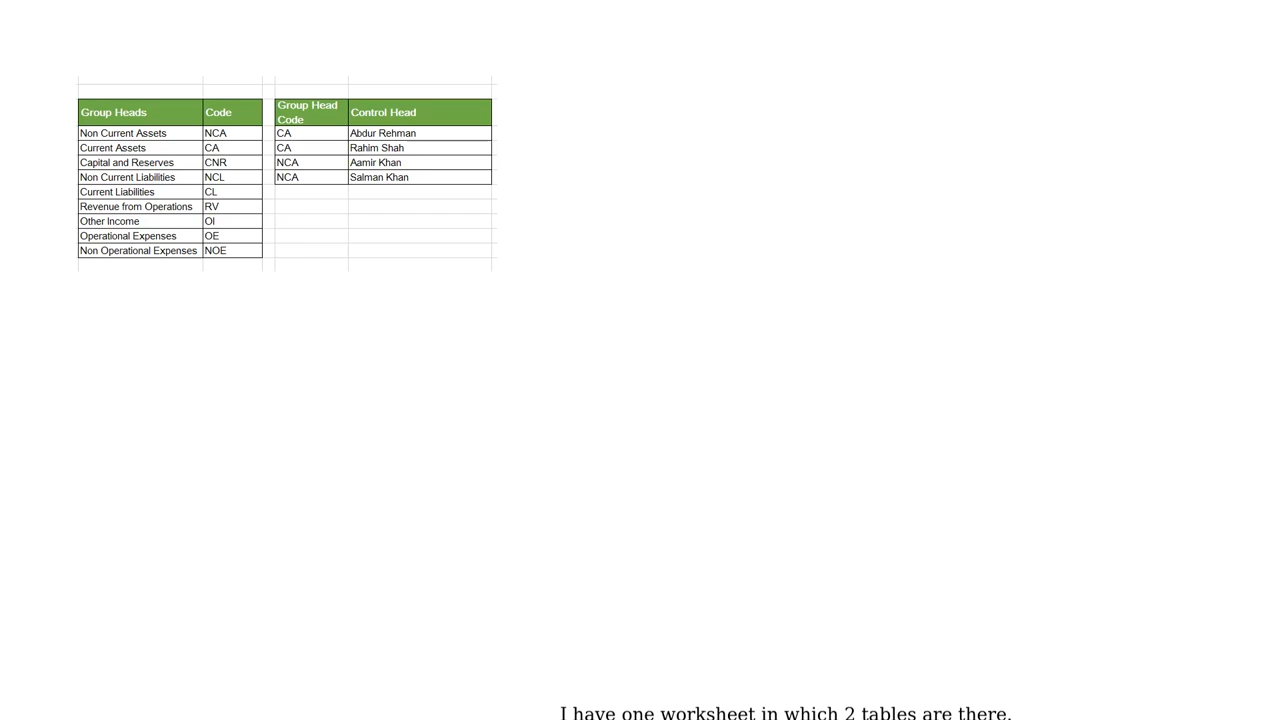 Group Heads Code
Non Current Assets NCA
Current Assets CA
Capital and Reserves CNR
Non Current Liabilities NCL
Current Liabilities CL
Revenue from Operations RV
Other Income OI
Operational Expenses OE
Non Operational Expenses NOE
Group Head
Code
Control Head
CA Abdur Rehman
CA Rahim Shah
NCA Aamir Khan
NCA Salman Khan
I have one worksheet in which 2 tables are there.